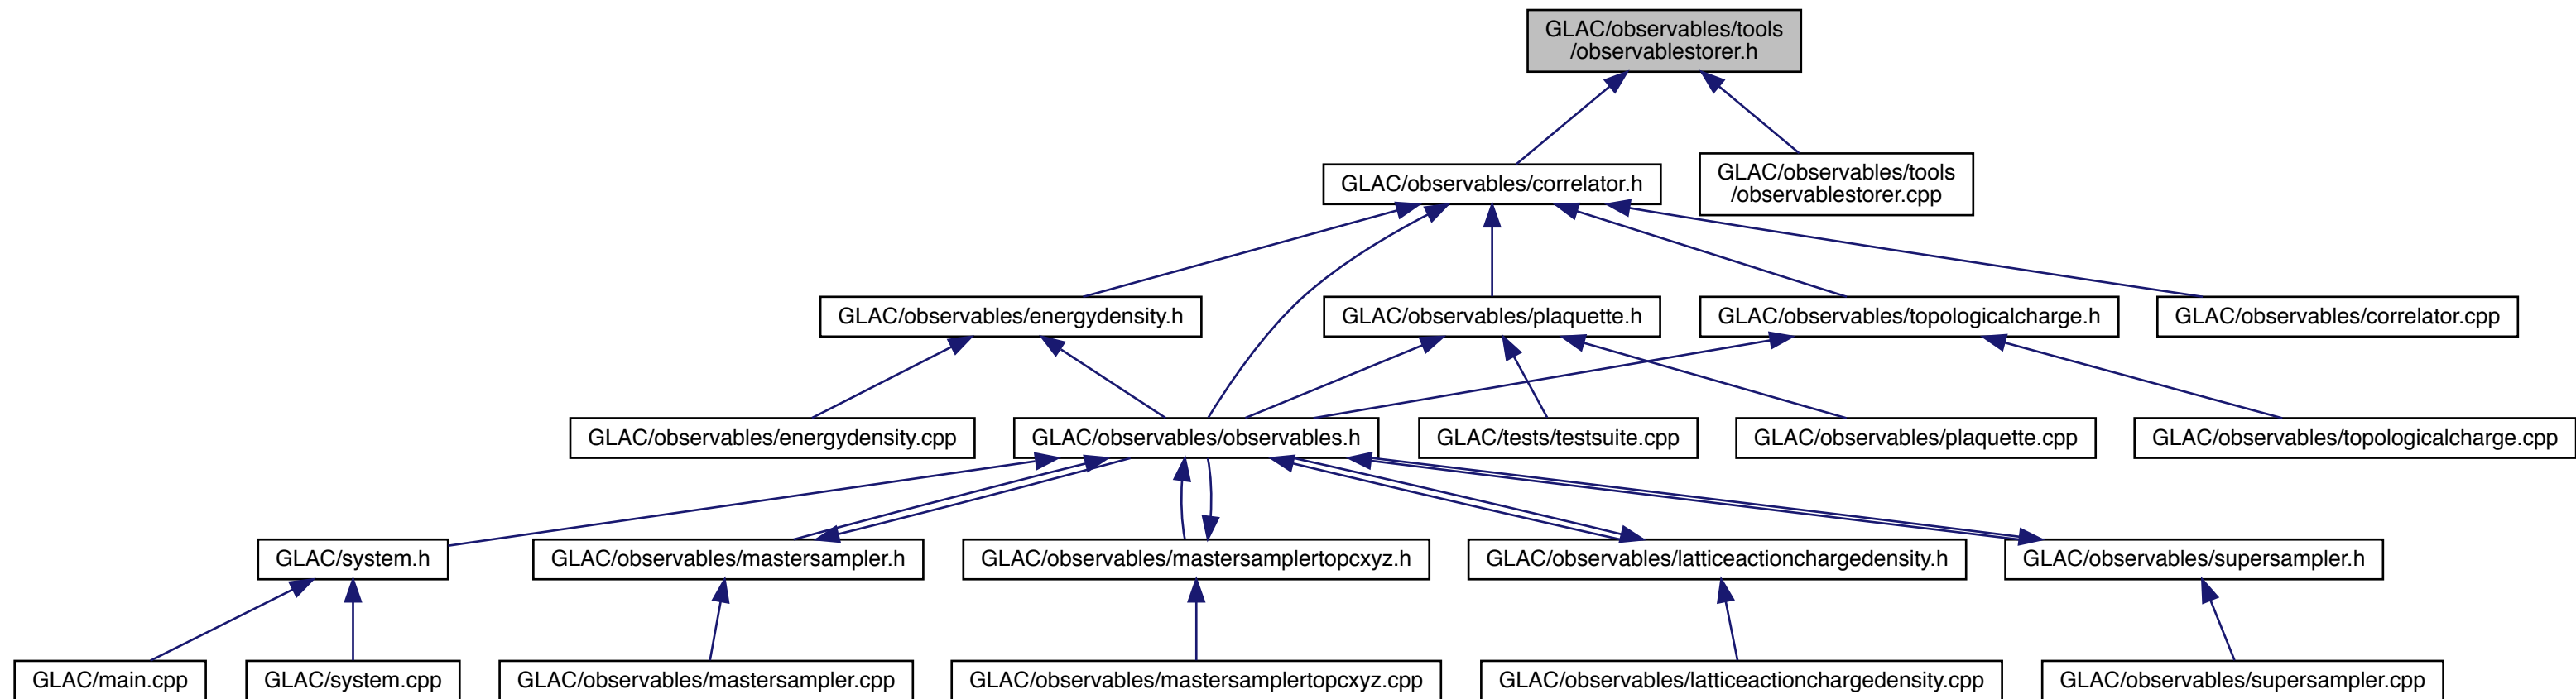 GLAC/observables/tools
/observablestorer.h
GLAC/observables/correlator.h
GLAC/observables/tools
/observablestorer.cpp
GLAC/observables/energydensity.h
GLAC/observables/plaquette.h
GLAC/observables/topologicalcharge.h
GLAC/observables/correlator.cpp
GLAC/observables/energydensity.cpp
GLAC/observables/observables.h
GLAC/tests/testsuite.cpp
GLAC/observables/plaquette.cpp
GLAC/observables/topologicalcharge.cpp
GLAC/system.h
GLAC/observables/mastersampler.h
GLAC/observables/mastersamplertopcxyz.h
GLAC/observables/latticeactionchargedensity.h
GLAC/observables/supersampler.h
GLAC/main.cpp
GLAC/system.cpp
GLAC/observables/mastersampler.cpp
GLAC/observables/mastersamplertopcxyz.cpp
GLAC/observables/latticeactionchargedensity.cpp
GLAC/observables/supersampler.cpp